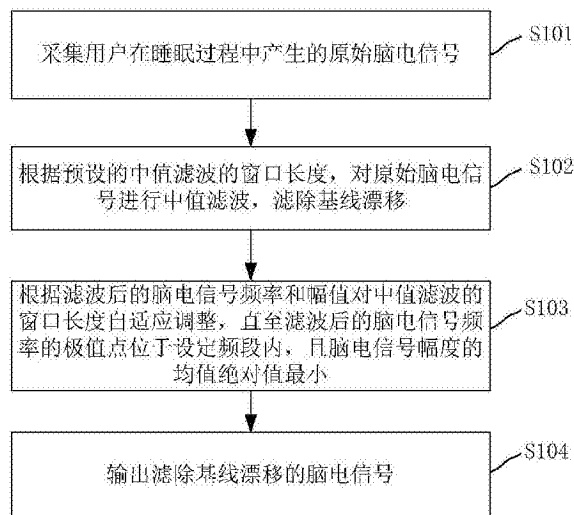 采集用户在睡眠过程中产生的原始脑电信号
S101
根据预设的中值滤波的窗口长度，对原始脑电信
号进行中值滤波，滤除基线漂移
S102
根据滤波后的脑电信号频率和幅值对中值滤波的
窗口长度自适应调整，直至滤波后的脑电信号频
率的极值点位于设定频段内，且脑电信号幅度的
均值绝对值最小
S103
输出滤除基线漂移的脑电信号
S104